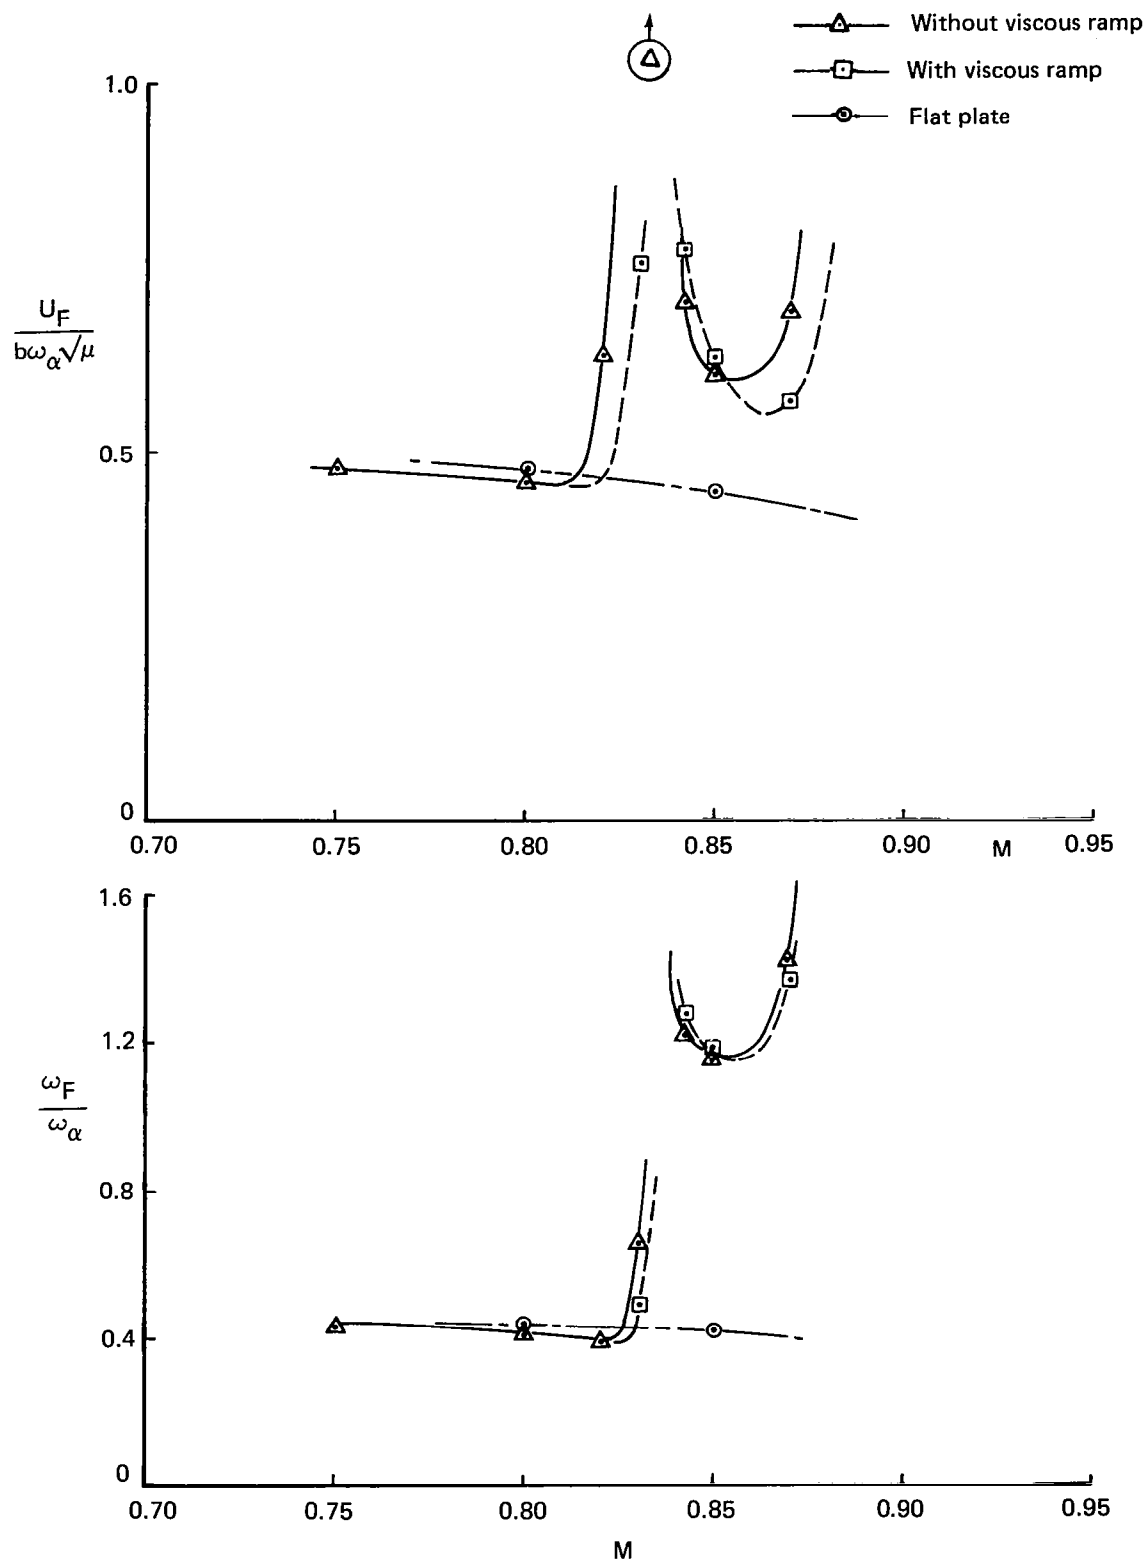 Without viscous ramp
With viscous ramp
Flat plate
1.0
U_F
bω_α√μ
0.5
0
0.70 0.75 0.80 0.85 0.90 M 0.95
1.6
1.2
ω_F
ω_α
0.8
0.4
0
0.70 0.75 0.80 0.85 0.90 0.95
M